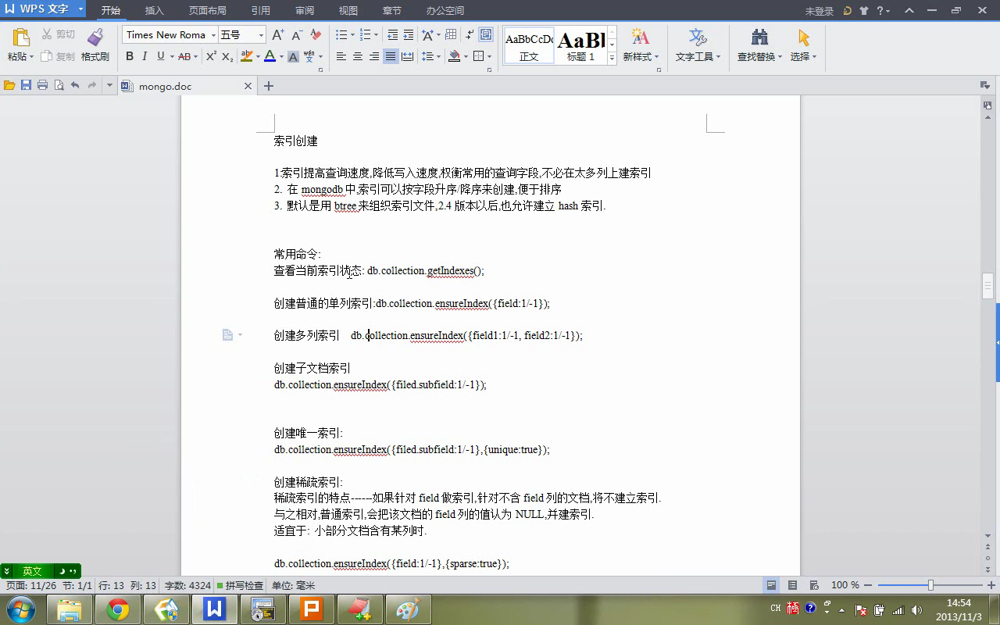 WPS 文字
开始 插入 页面布局 引用 审阅 视图 章节 办公空间
未登录
粘贴 剪切 复制 格式刷
Times New Roma 五号
B I U AB X² X₂ A A wén
AaBbCcDc 正文
AaBl 标题 1
新样式 文字工具 查找替换 选择
mongo.doc
索引创建
1:索引提高查询速度,降低写入速度,权衡常用的查询字段,不必在太多列上建索引
2. 在 mongodb 中,索引可以按字段升序/降序来创建,便于排序
3. 默认是用 btree 来组织索引文件,2.4 版本以后,也允许建立 hash 索引.
常用命令:
查看当前索引状态: db.collection.getIndexes();
创建普通的单列索引:db.collection.ensureIndex({field:1/-1});
创建多列索引 db.collection.ensureIndex({field1:1/-1, field2:1/-1});
创建子文档索引
db.collection.ensureIndex({filed.subfield:1/-1});
创建唯一索引:
db.collection.ensureIndex({filed.subfield:1/-1},{unique:true});
创建稀疏索引:
稀疏索引的特点------如果针对 field 做索引,针对不含 field 列的文档,将不建立索引.
与之相对,普通索引,会把该文档的 field 列的值认为 NULL,并建索引.
适宜于: 小部分文档含有某列时.
db.collection.ensureIndex({field:1/-1},{sparse:true});
英文
页面: 11/26 节: 1/1 行: 13 列: 13 字数: 4324 拼写检查 单位: 毫米
100 %
CH
14:54
2013/11/3